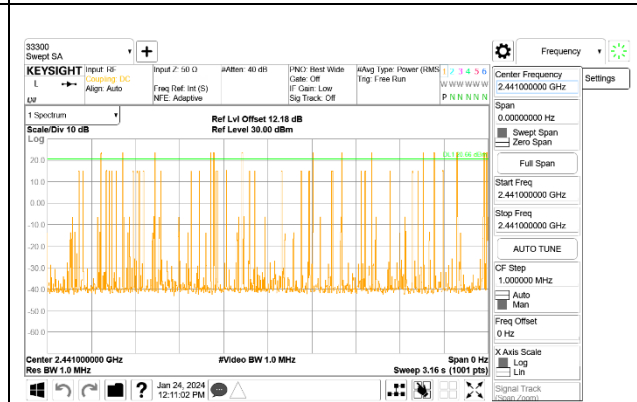 33300
Swept SA
Frequency
KEYSIGHT
L
Input: RF
Coupling: DC
Align: Auto
Input Z: 50 Ω
Freq Ref: Int (S)
NFE: Adaptive
#Atten: 40 dB
PNO: Best Wide
Gate: Off
IF Gain: Low
Sig Track: Off
#Avg Type: Power (RMS
Trig: Free Run
1 2 3 4 5 6
W W W W W W
P N N N N N
Center Frequency
2.441000000 GHz
Settings
Span
0.00000000 Hz
Swept Span
Zero Span
Full Span
Start Freq
2.441000000 GHz
Stop Freq
2.441000000 GHz
AUTO TUNE
CF Step
1.000000 MHz
Auto
Man
Freq Offset
0 Hz
X Axis Scale
Log
Lin
Signal Track
(Span Zoom)
1 Spectrum
Scale/Div 10 dB
Ref Lvl Offset 12.18 dB
Ref Level 30.00 dBm
Log
20.0
10.0
0.00
-10.0
-20.0
-30.0
-40.0
-50.0
-60.0
Center 2.441000000 GHz
Res BW 1.0 MHz
#Video BW 1.0 MHz
Span 0 Hz
Sweep 3.16 s (1001 pts)
?
Jan 24, 2024
12:11:02 PM